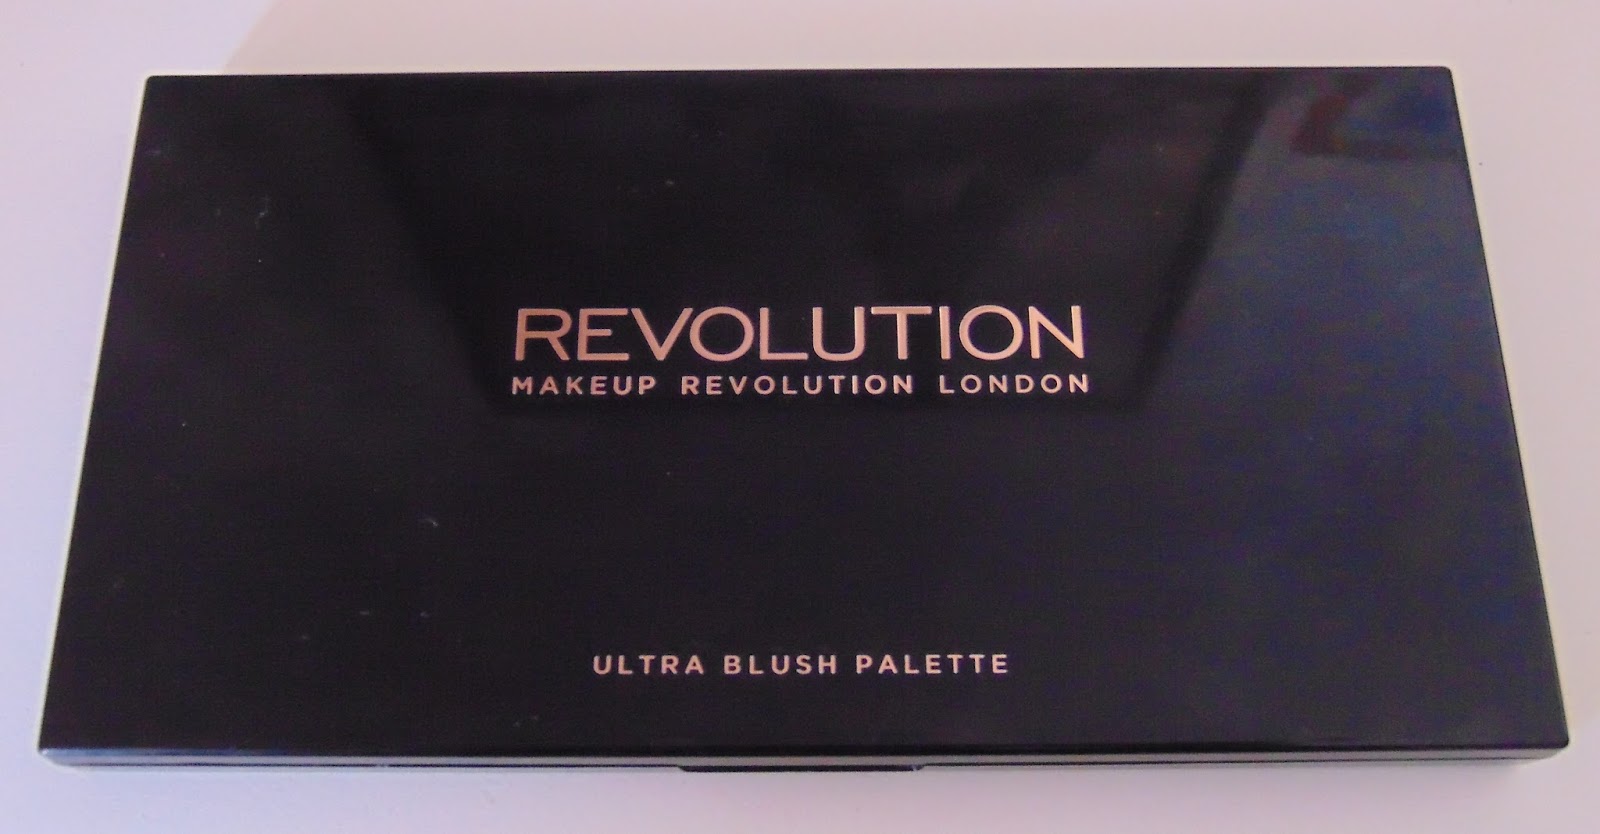 REVOLUTION
MAKEUP REVOLUTION LONDON
ULTRA BLUSH PALETTE